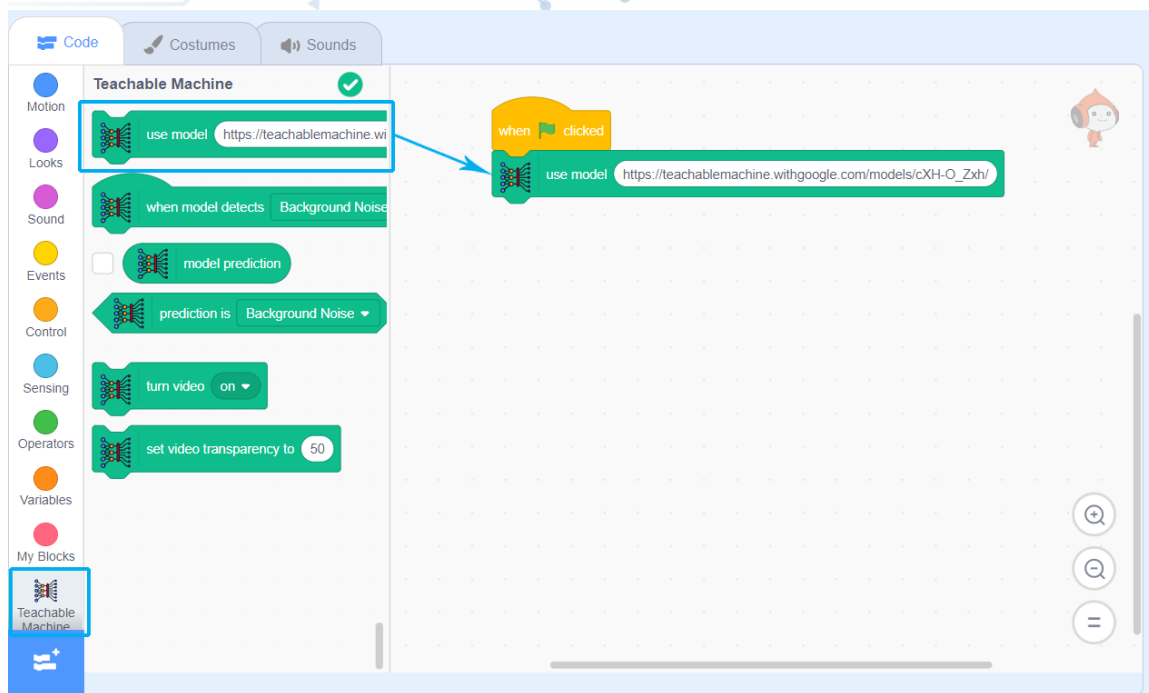 Code
Costumes
Sounds
Motion
Looks
Sound
Events
Control
Sensing
Operators
Variables
My Blocks
Teachable
Machine
Teachable Machine
use model https://teachablemachine.wi
when model detects Background Noise
model prediction
prediction is Background Noise
turn video on
set video transparency to 50
when clicked
use model https://teachablemachine.withgoogle.com/models/cXH-O_Zxh/